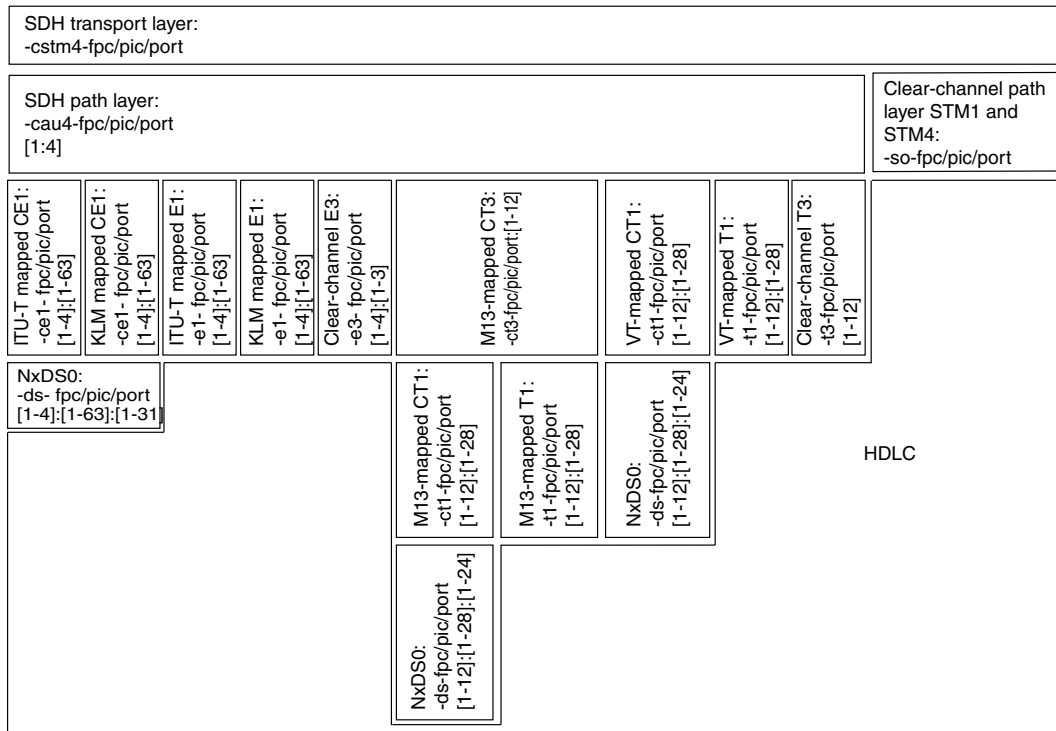 SDH transport layer:
-cstm4-fpc/pic/port
SDH path layer:
-cau4-fpc/pic/port
[1:4]
Clear-channel path
layer STM1 and
STM4:
-so-fpc/pic/port
ITU-T mapped CE1:
-ce1- fpc/pic/port
[1-4]:[1-63]
KLM mapped CE1:
-ce1- fpc/pic/port
[1-4]:[1-63]
ITU-T mapped E1:
-e1- fpc/pic/port
[1-4]:[1-63]
KLM mapped E1:
-e1- fpc/pic/port
[1-4]:[1-63]
Clear-channel E3:
-e3- fpc/pic/port
[1-4]:[1-3]
M13-mapped CT3:
-ct3-fpc/pic/port:[1-12]
VT-mapped CT1:
-ct1-fpc/pic/port
[1-12]:[1-28]
VT-mapped T1:
-t1-fpc/pic/port
[1-12]:[1-28]
Clear-channel T3:
-t3-fpc/pic/port
[1-12]
NxDS0:
-ds- fpc/pic/port
[1-4]:[1-63]:[1-31]
M13-mapped CT1:
-ct1-fpc/pic/port
[1-12]:[1-28]
M13-mapped T1:
-t1-fpc/pic/port
[1-12]:[1-28]
NxDS0:
-ds-fpc/pic/port
[1-12]:[1-28]:[1-24]
HDLC
NxDS0:
-ds-fpc/pic/port
[1-12]:[1-28]:[1-24]